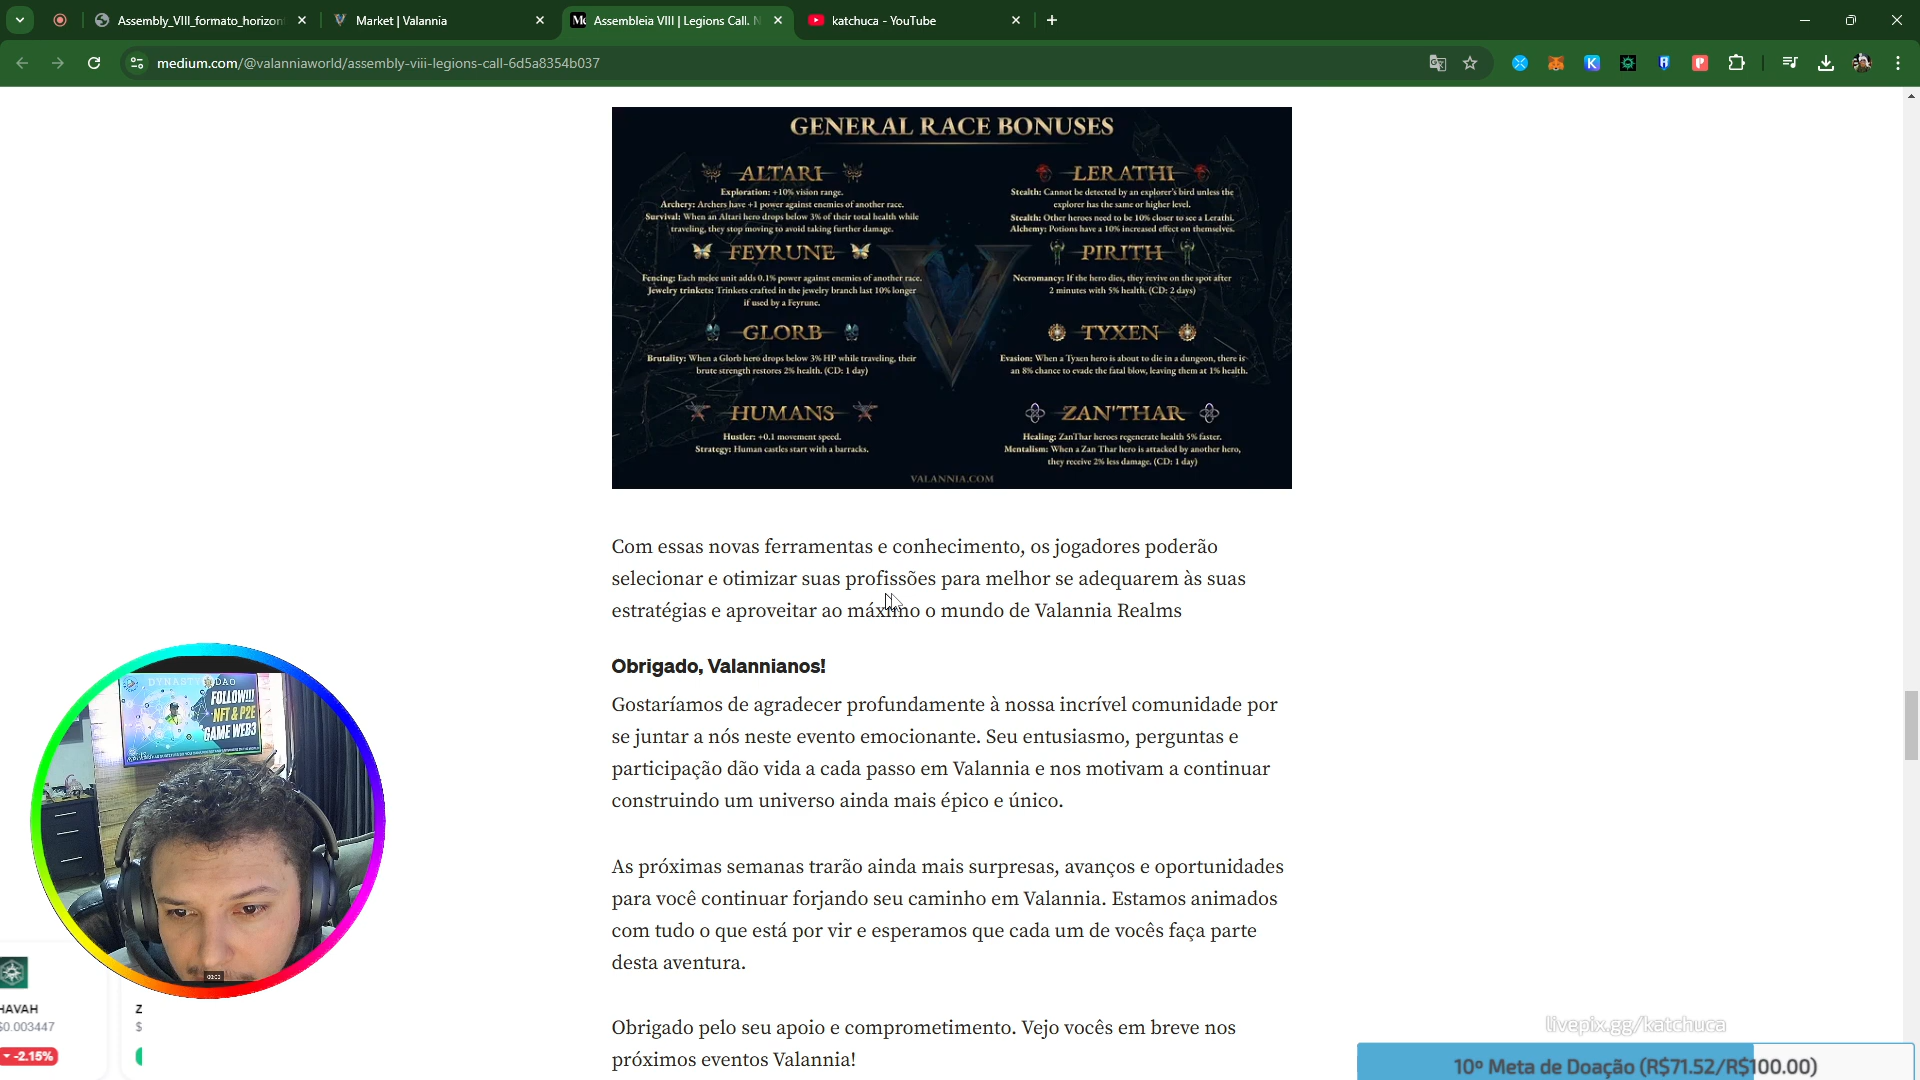 Assembly_VIII_formato_horizon
Market | Valannia
Assembleia VIII | Legions Call. N
katchuca - YouTube
medium.com/@valanniaworld/assembly-viii-legions-call-6d5a8354b037
GENERAL RACE BONUSES
ALTARI
Exploration: +10% vision range.
Archery: Archers have +1 power against enemies of another race.
Survival: When an Altari hero drops below 3% of their total health while
traveling, they stop moving to avoid taking further damage.
LERATHI
Stealth: Cannot be detected by an explorer's bird unless the
explorer has the same or higher level.
Stealth: Other heroes need to be 10% closer to see a Lerathi.
Alchemy: Potions have a 10% increased effect on themselves.
FEYRUNE
Fencing: Each melee unit adds 0.1% power against enemies of another race.
Jewelry trinkets: Trinkets crafted in the jewelry branch last 10% longer
if used by a Feyrune.
PIRITH
Necromancy: If the hero dies, they revive on the spot after
2 minutes with 5% health. (CD: 2 days)
GLORB
Brutality: When a Glorb hero drops below 3% HP while traveling, their
brute strength restores 2% health. (CD: 1 day)
TYXEN
Evasion: When a Tyxen hero is about to die in a dungeon, there is
an 8% chance to evade the fatal blow, leaving them at 1% health.
HUMANS
Hustler: +0.1 movement speed.
Strategy: Human castles start with a barracks.
ZAN'THAR
Healing: ZanThar heroes regenerate health 5% faster.
Mentalism: When a Zan Thar hero is attacked by another hero,
they receive 2% less damage. (CD: 1 day)
VALANNIA.COM
Com essas novas ferramentas e conhecimento, os jogadores poderão
selecionar e otimizar suas profissões para melhor se adequarem às suas
estratégias e aproveitar ao máximo o mundo de Valannia Realms
Obrigado, Valannianos!
Gostaríamos de agradecer profundamente à nossa incrível comunidade por
se juntar a nós neste evento emocionante. Seu entusiasmo, perguntas e
participação dão vida a cada passo em Valannia e nos motivam a continuar
construindo um universo ainda mais épico e único.
As próximas semanas trarão ainda mais surpresas, avanços e oportunidades
para você continuar forjando seu caminho em Valannia. Estamos animados
com tudo o que está por vir e esperamos que cada um de vocês faça parte
desta aventura.
Obrigado pelo seu apoio e comprometimento. Vejo vocês em breve nos
próximos eventos Valannia!
DYNASTY DAO
FOLLOW!!!
NFT & P2E
GAME WEB3
HAVAH
$0.003447
-2.15%
Z
$
livepix.gg/katchuca
10º Meta de Doação (R$71.52/R$100.00)